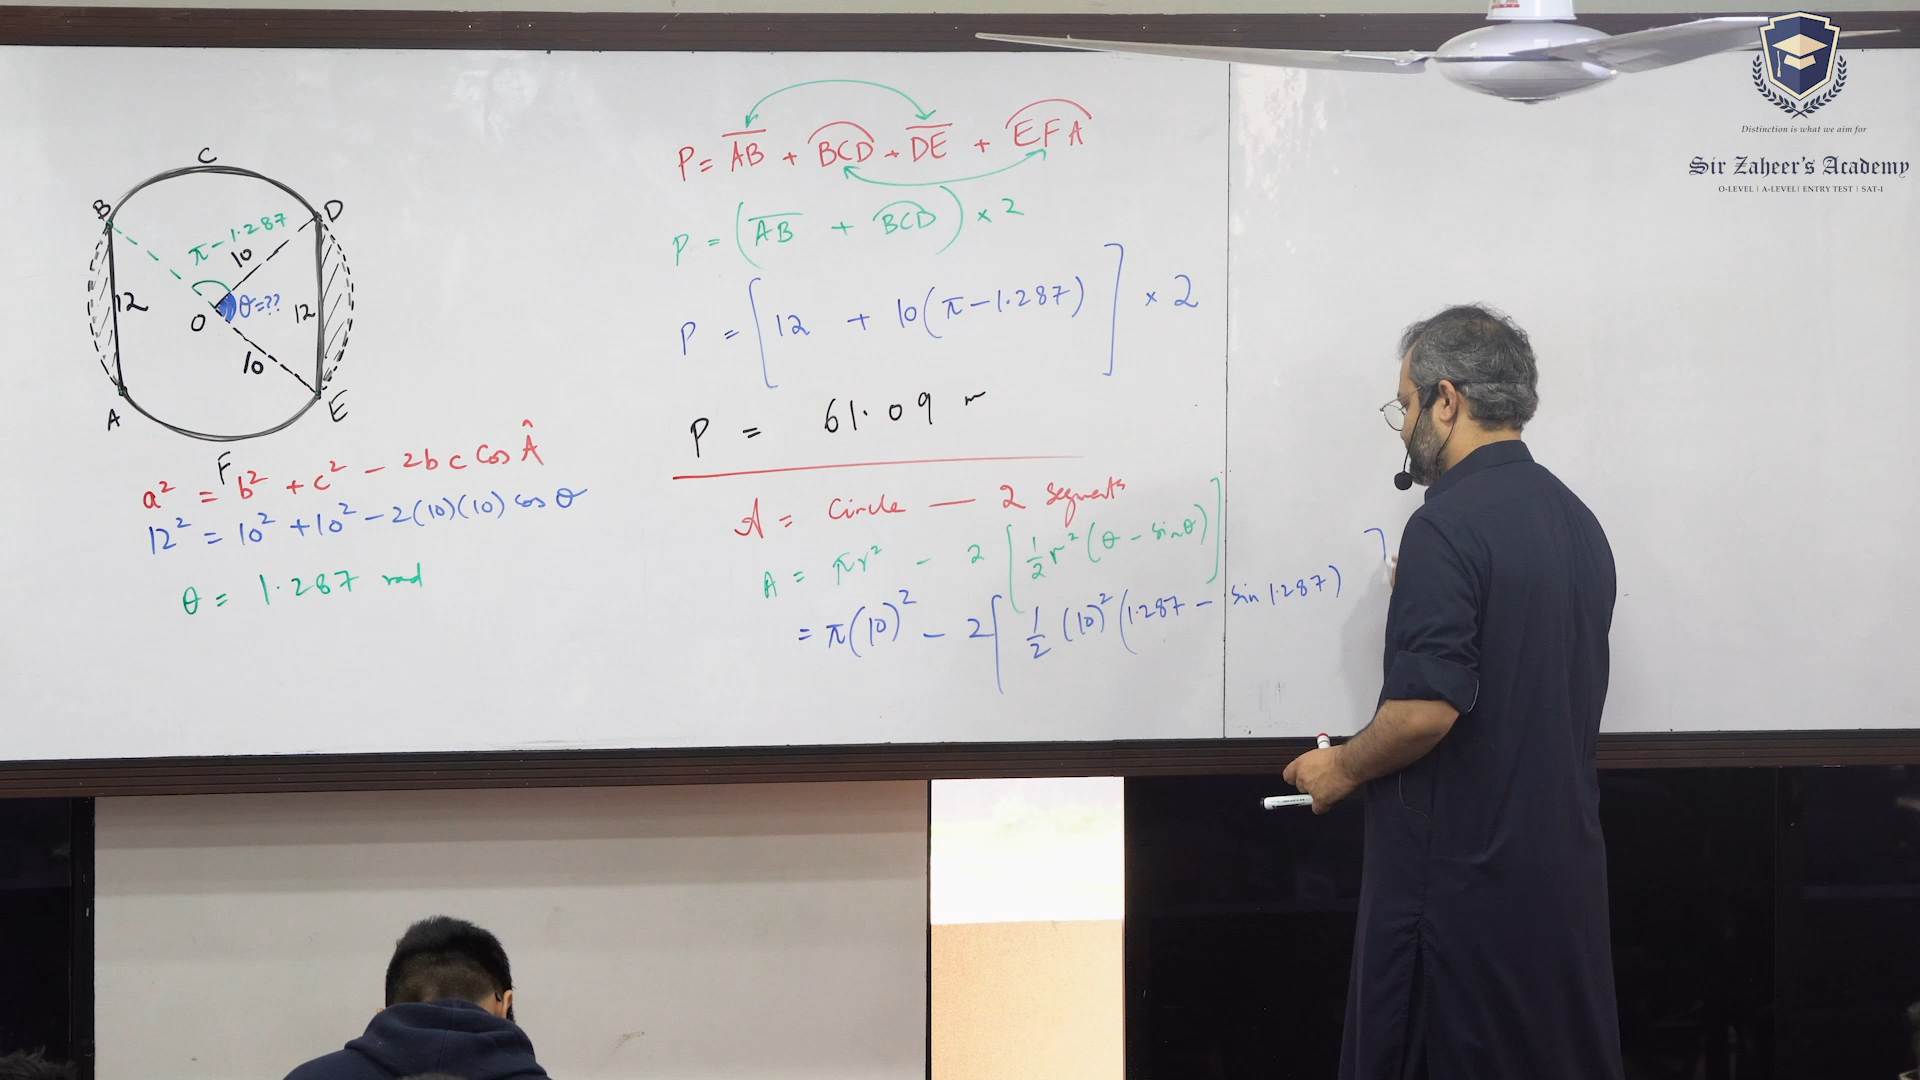 C
B
D
π-1.287
10
12
θ=??
O
12
10
A
E
F
a² = b² + c² - 2bc Cos Â
12² = 10² + 10² - 2(10)(10) cos θ
θ = 1.287 rad
P = AB + BCD + DE + EFA
P = (AB + BCD) × 2
P = [12 + 10(π-1.287)] × 2
P = 61.09 m
A = Circle — 2 segments
A = πr² - 2[½r²(θ - sinθ)]
= π(10)² - 2[½(10)²(1.287 - sin 1.287)]
Distinction is what we aim for
Sir Zaheer's Academy
O-LEVEL | A-LEVEL | ENTRY TEST | SAT-I